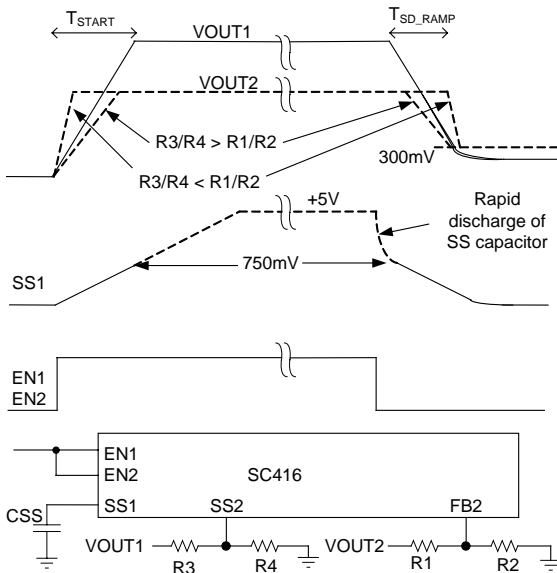 TSTART
TSD_RAMP
VOUT1
VOUT2
R3/R4 > R1/R2
R3/R4 < R1/R2
300mV
+5V
Rapid
discharge of
SS capacitor
750mV
SS1
EN1
EN2
EN1
EN2
SC416
SS1
SS2
FB2
CSS
VOUT1
R3
R4
VOUT2
R1
R2